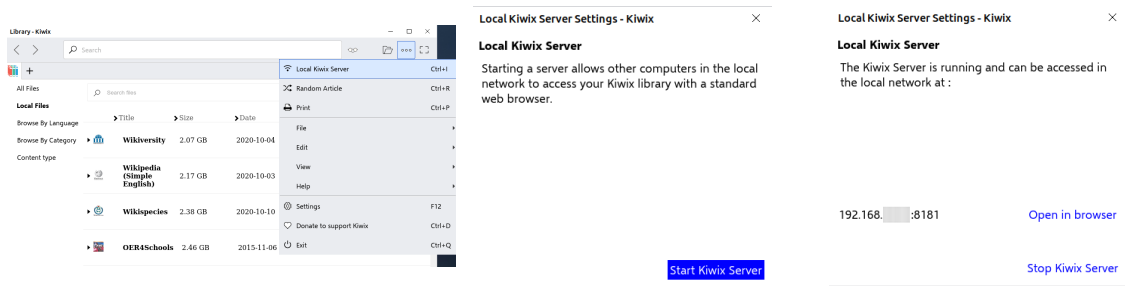 Library - Kiwix
Search
Local Kiwix Server Ctrl+I
Random Article Ctrl+R
Print Ctrl+P
File
Edit
View
Help
Settings F12
Donate to support Kiwix Ctrl+D
Exit Ctrl+Q
All Files
Local Files
Browse By Language
Browse By Category
Content type
Search files
Title Size Date
Wikiversity 2.07 GB 2020-10-04
Wikipedia
(Simple
English) 2.17 GB 2020-10-03
Wikispecies 2.38 GB 2020-10-10
OER4Schools 2.46 GB 2015-11-06
Local Kiwix Server Settings - Kiwix
Local Kiwix Server
Starting a server allows other computers in the local
network to access your Kiwix library with a standard
web browser.
Start Kiwix Server
Local Kiwix Server Settings - Kiwix
Local Kiwix Server
The Kiwix Server is running and can be accessed in
the local network at :
192.168. :8181 Open in browser
Stop Kiwix Server